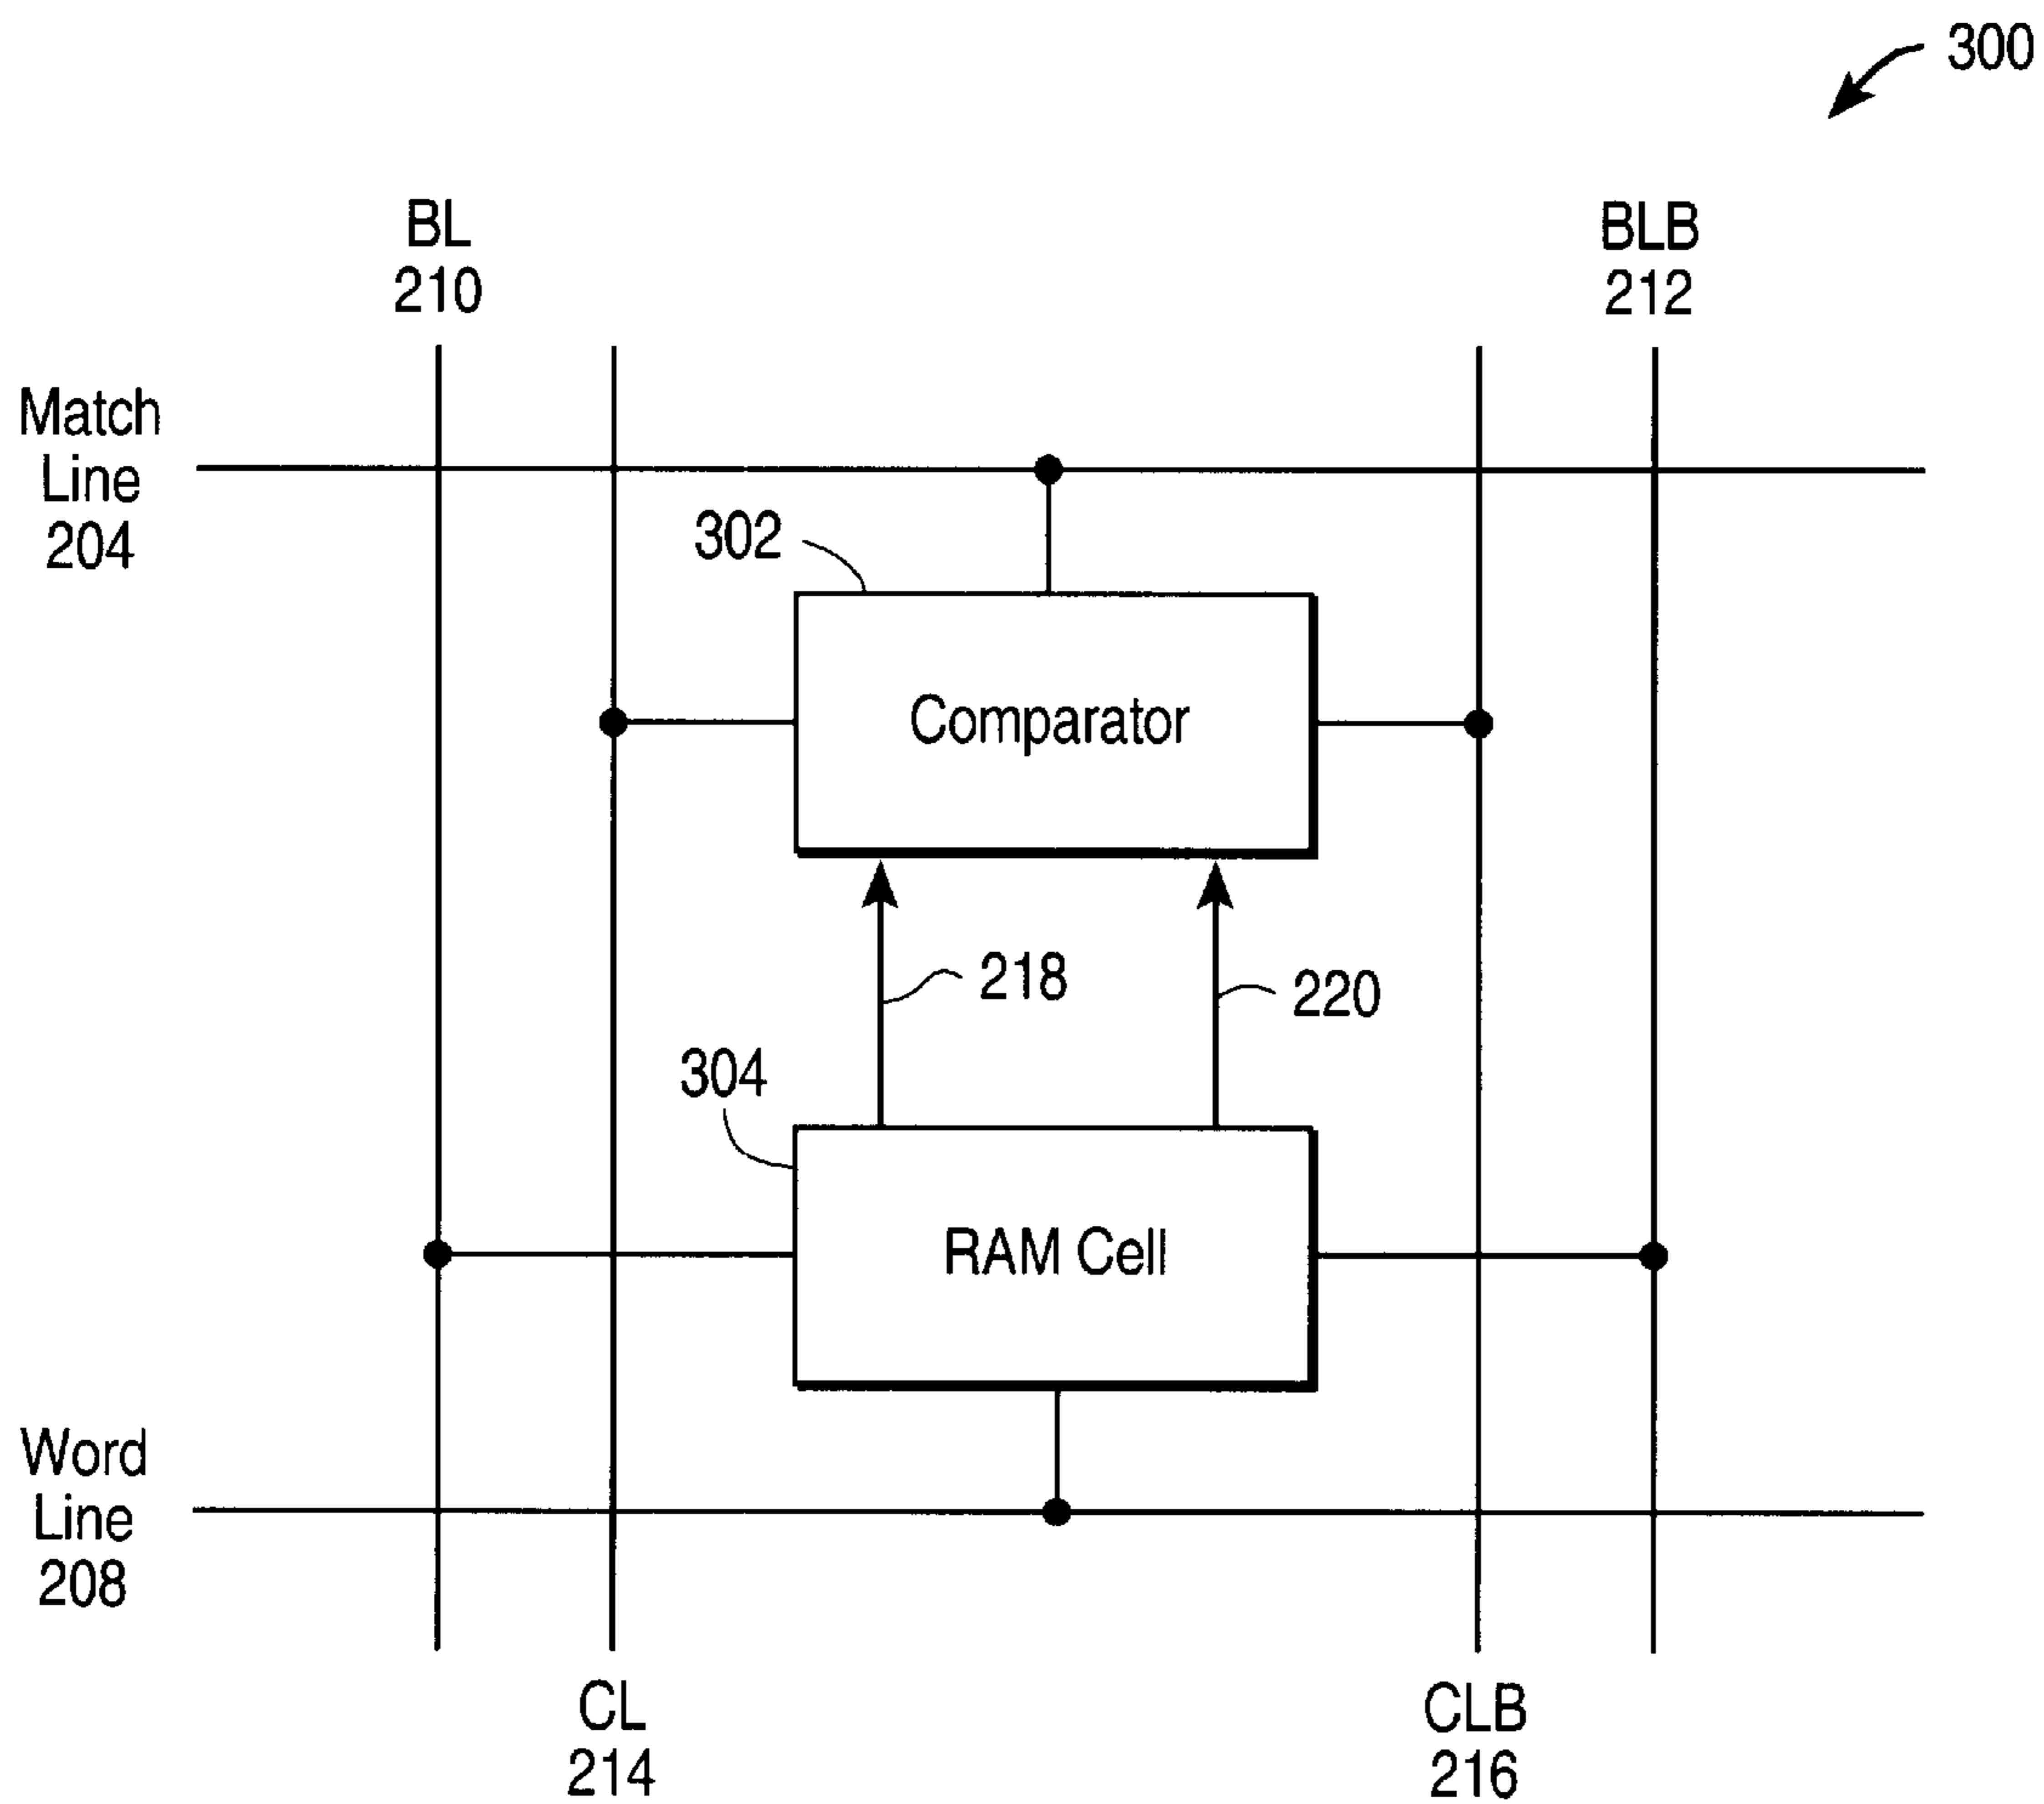 300
BL
210
BLB
212
Match
Line
204
302
Comparator
218
220
304
RAM Cell
Word
Line
208
CL
214
CLB
216